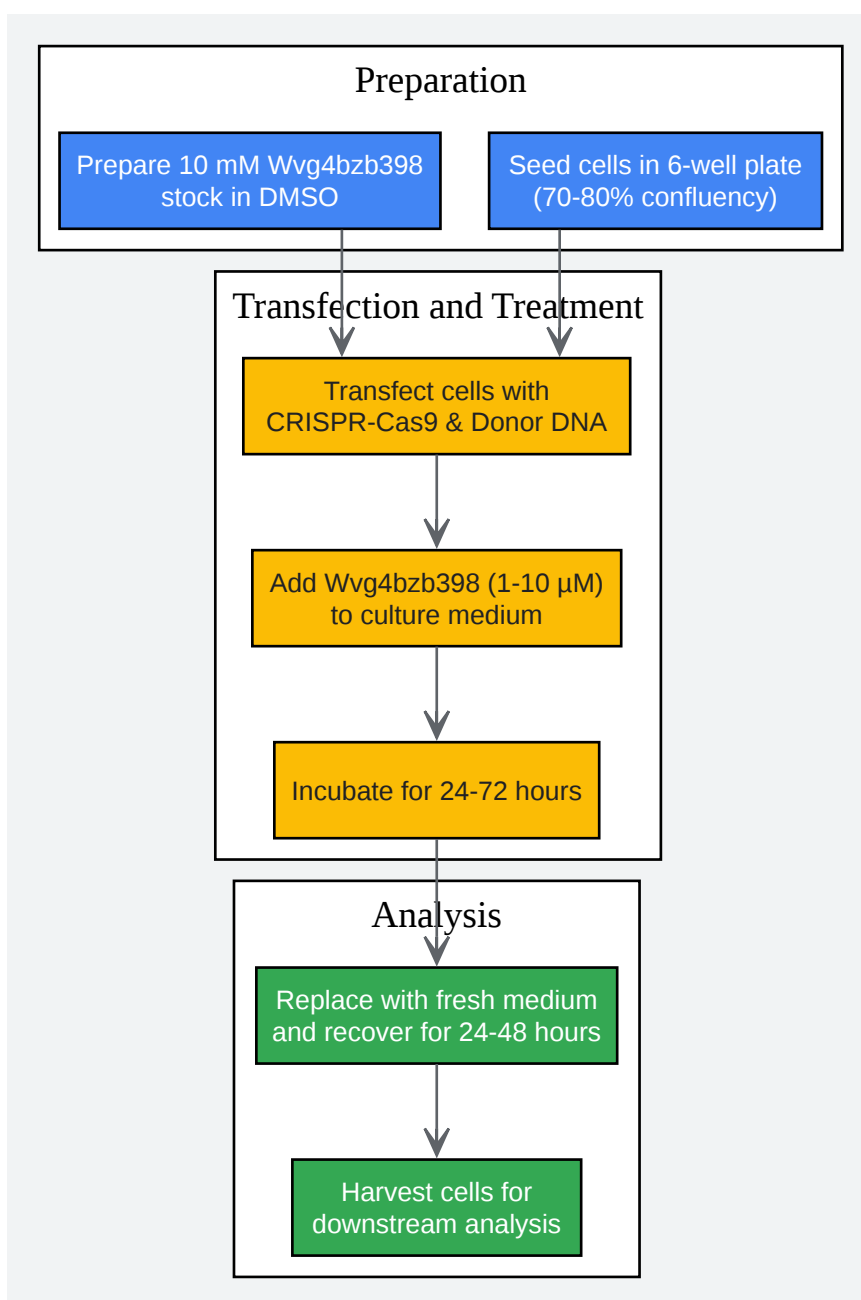 Preparation
Prepare 10 mM Wvg4bzb398
stock in DMSO
Seed cells in 6-well plate
(70-80% confluency)
Transfection and Treatment
Transfect cells with
CRISPR-Cas9 & Donor DNA
Add Wvg4bzb398 (1-10 µM)
to culture medium
Incubate for 24-72 hours
Analysis
Replace with fresh medium
and recover for 24-48 hours
Harvest cells for
downstream analysis